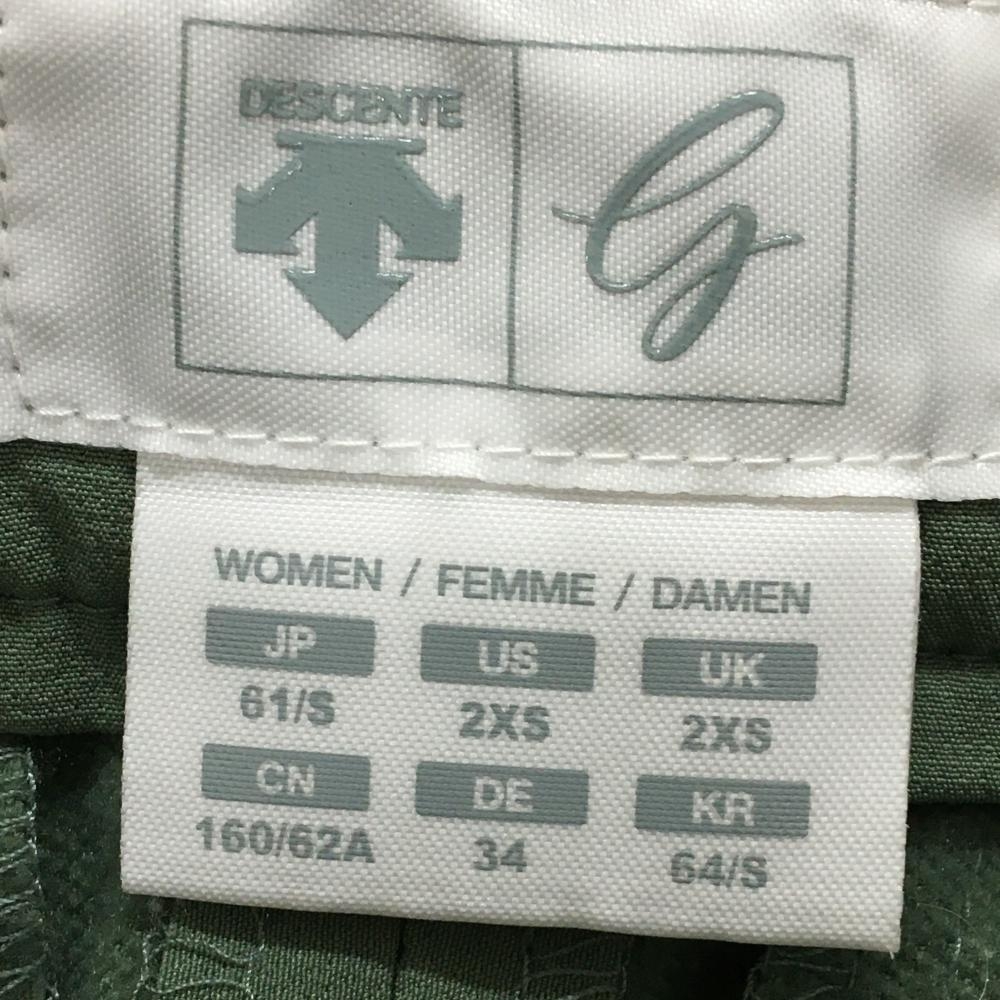 DESCENTE
G
WOMEN / FEMME / DAMEN
JP US UK
61/S 2XS 2XS
CN DE KR
160/62A 34 64/S